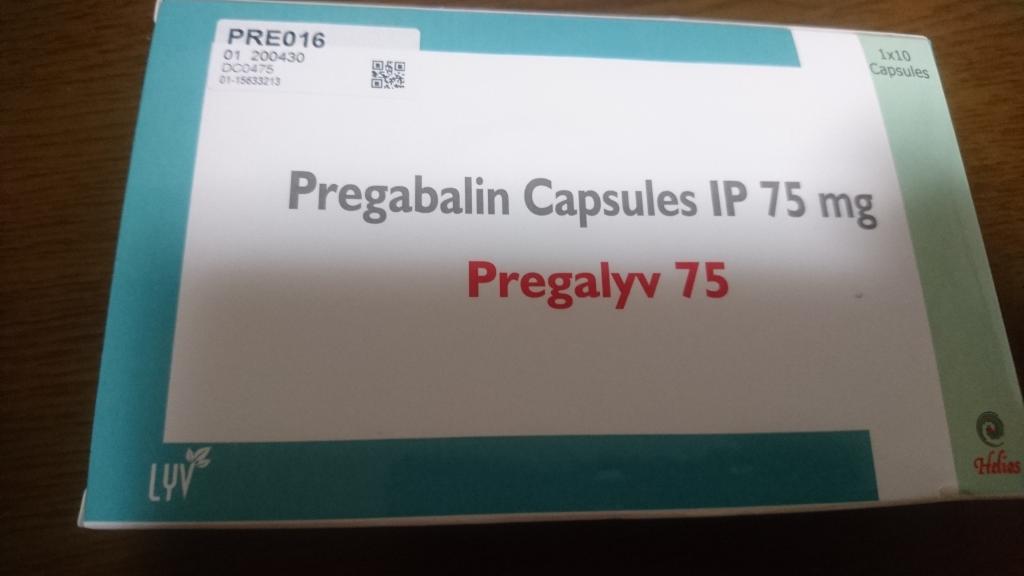 PRE016
01 200430
DC0475
01-15633213
1x10
Capsules
Pregabalin Capsules IP 75 mg
Pregalyv 75
LYV
Helios